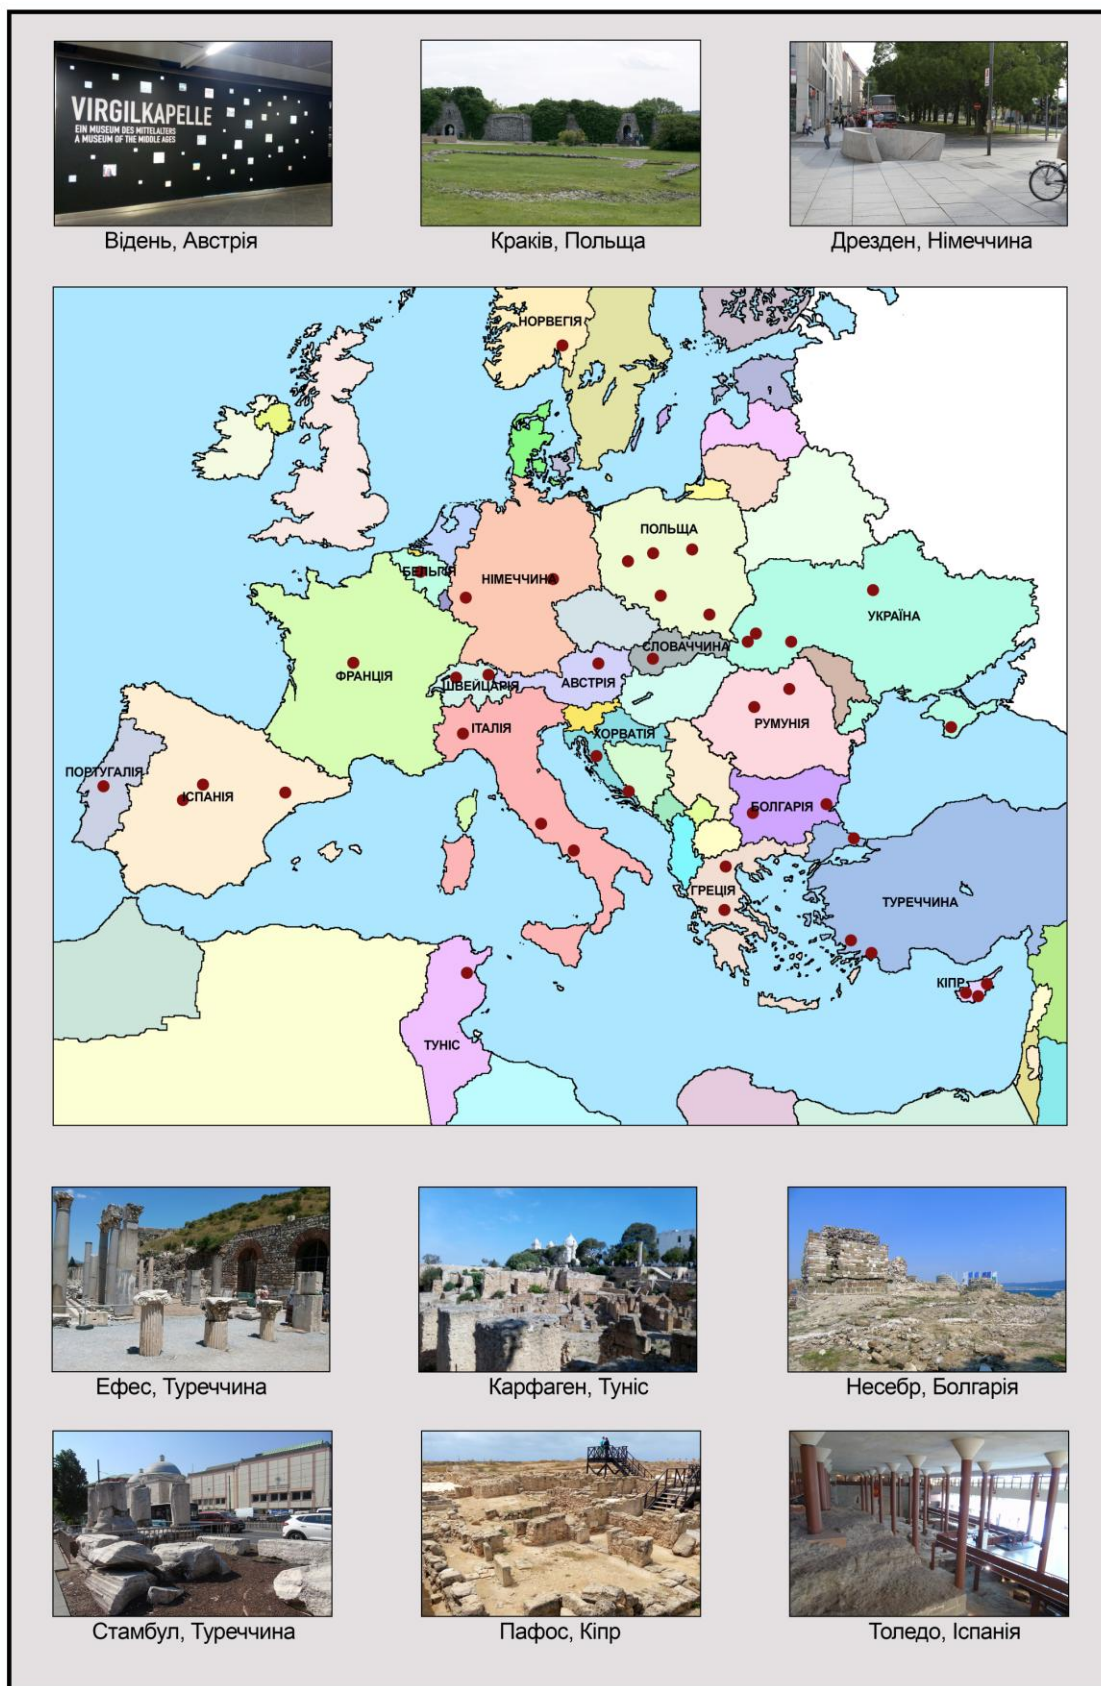 VIRGILKAPELLE
EIN MUSEUM DES MITTELALTERS
A MUSEUM OF THE MIDDLE AGES
Відень, Австрія
Краків, Польща
Дрезден, Німеччина
НОРВЕГІЯ
ПОЛЬЩА
БЕЛЬГІЯ
НІМЕЧЧИНА
УКРАЇНА
СЛОВАЧЧИНА
ФРАНЦІЯ
ШВЕЙЦАРІЯ
АВСТРІЯ
РУМУНІЯ
ІТАЛІЯ
ХОРВАТІЯ
ПОРТУГАЛІЯ
ІСПАНІЯ
БОЛГАРІЯ
ГРЕЦІЯ
ТУРЕЧЧИНА
КІПР
ТУНІС
Ефес, Туреччина
Карфаген, Туніс
Несебр, Болгарія
Стамбул, Туреччина
Пафос, Кіпр
Толедо, Іспанія